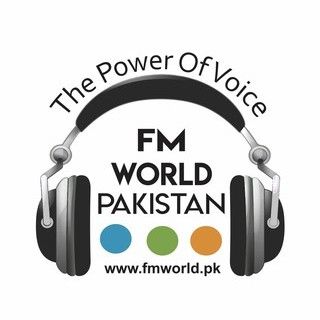 The Power Of Voice
FM
WORLD
PAKISTAN
www.fmworld.pk